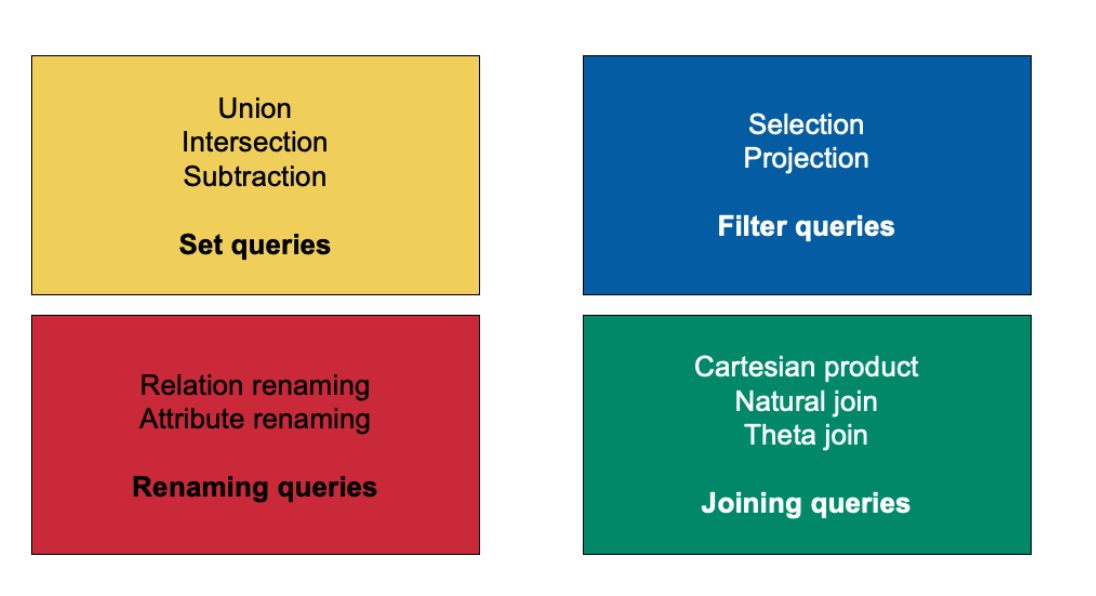 Union
Intersection
Subtraction
Set queries
Selection
Projection
Filter queries
Relation renaming
Attribute renaming
Renaming queries
Cartesian product
Natural join
Theta join
Joining queries